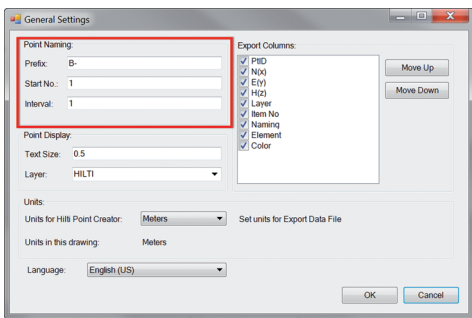 General Settings
Point Naming:
Prefix: B-
Start No.: 1
Interval: 1
Point Display:
Text Size: 0.5
Layer: HILTI
Export Columns:
PtID
N(x)
E(y)
H(z)
Layer
Item No
Naming
Element
Color
Move Up
Move Down
Units:
Units for Hilti Point Creator: Meters Set units for Export Data File
Units in this drawing: Meters
Language: English (US)
OK Cancel